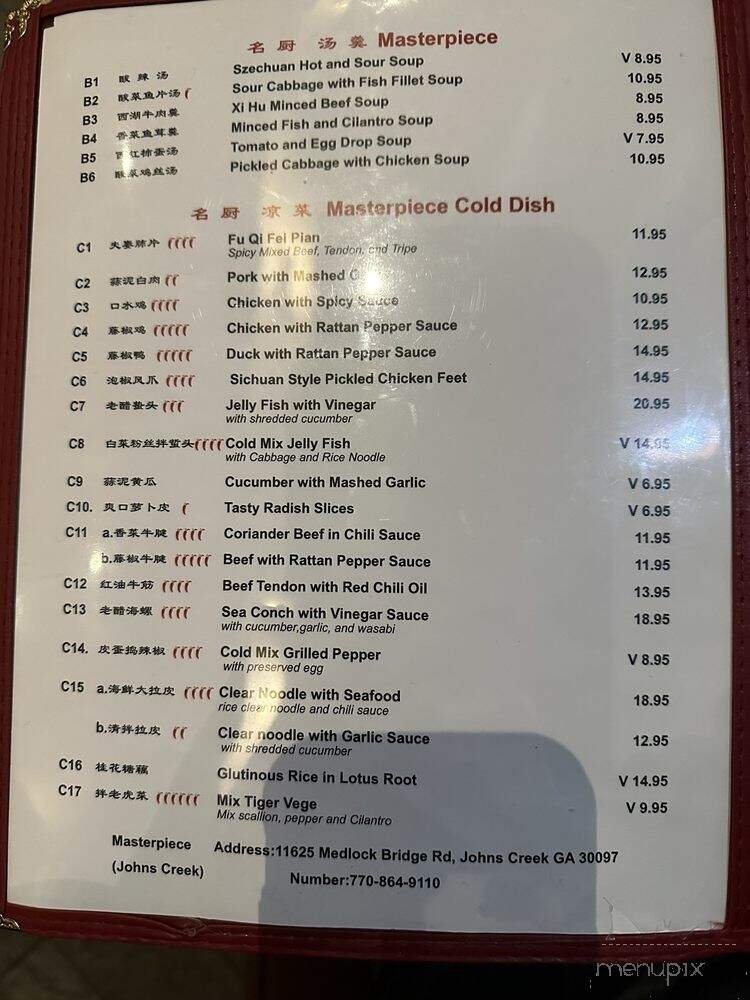 名厨 汤羹 Masterpiece
B1 酸辣汤 Szechuan Hot and Sour Soup V 8.95
B2 酸菜鱼片汤 Sour Cabbage with Fish Fillet Soup 10.95
B3 西湖牛肉羹 Xi Hu Minced Beef Soup 8.95
B4 香菜鱼茸羹 Minced Fish and Cilantro Soup 8.95
B5 西红柿蛋汤 Tomato and Egg Drop Soup V 7.95
B6 酸菜鸡丝汤 Pickled Cabbage with Chicken Soup 10.95
名厨 凉菜 Masterpiece Cold Dish
C1 夫妻肺片 Fu Qi Fei Pian 11.95
Spicy Mixed Beef, Tendon, and Tripe
C2 蒜泥白肉 Pork with Mashed 12.95
C3 口水鸡 Chicken with Spicy Sauce 10.95
C4 藤椒鸡 Chicken with Rattan Pepper Sauce 12.95
C5 藤椒鸭 Duck with Rattan Pepper Sauce 14.95
C6 泡椒凤爪 Sichuan Style Pickled Chicken Feet 14.95
C7 老醋蜇头 Jelly Fish with Vinegar 20.95
with shredded cucumber
C8 白菜粉丝拌蜇头 Cold Mix Jelly Fish V 14.95
with Cabbage and Rice Noodle
C9 蒜泥黄瓜 Cucumber with Mashed Garlic V 6.95
C10. 爽口萝卜皮 Tasty Radish Slices V 6.95
C11 a.香菜牛腱 Coriander Beef in Chili Sauce 11.95
b.藤椒牛腱 Beef with Rattan Pepper Sauce 11.95
C12 红油牛筋 Beef Tendon with Red Chili Oil 13.95
C13 老醋海螺 Sea Conch with Vinegar Sauce 18.95
with cucumber,garlic, and wasabi
C14. 皮蛋捣辣椒 Cold Mix Grilled Pepper V 8.95
with preserved egg
C15 a.海鲜大拉皮 Clear Noodle with Seafood 18.95
rice clear noodle and chili sauce
b.清拌拉皮 Clear noodle with Garlic Sauce 12.95
with shredded cucumber
C16 桂花糖藕 Glutinous Rice in Lotus Root V 14.95
C17 拌老虎菜 Mix Tiger Vege V 9.95
Mix scallion, pepper and Cilantro
Masterpiece Address:11625 Medlock Bridge Rd, Johns Creek GA 30097
(Johns Creek) Number:770-864-9110
menupix